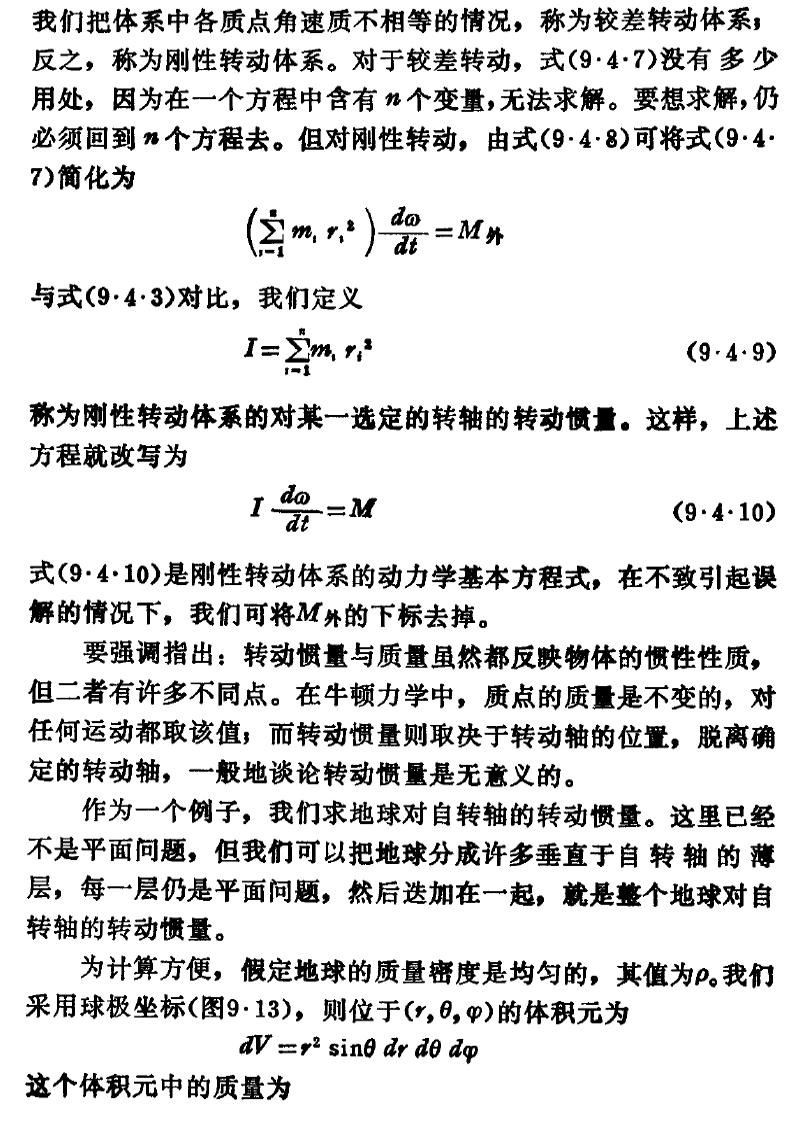 我们把体系中各质点角速质不相等的情况，称为较差转动体系；
反之，称为刚性转动体系。对于较差转动，式(9·4·7)没有多少
用处，因为在一个方程中含有n个变量，无法求解。要想求解，仍
必须回到n个方程去。但对刚性转动，由式(9·4·8)可将式(9·4·
7)简化为
(∑_{i=1}^{n} m_i r_i²) dω/dt = M外
与式(9·4·3)对比，我们定义
I=∑_{i=1}^{n} m_i r_i² (9·4·9)
称为刚性转动体系的对某一选定的转轴的转动惯量。这样，上述
方程就改写为
I dω/dt = M (9·4·10)
式(9·4·10)是刚性转动体系的动力学基本方程式，在不致引起误
解的情况下，我们可将M外的下标去掉。
要强调指出：转动惯量与质量虽然都反映物体的惯性性质，
但二者有许多不同点。在牛顿力学中，质点的质量是不变的，对
任何运动都取该值；而转动惯量则取决于转动轴的位置，脱离确
定的转动轴，一般地谈论转动惯量是无意义的。
作为一个例子，我们求地球对自转轴的转动惯量。这里已经
不是平面问题，但我们可以把地球分成许多垂直于自转轴的薄
层，每一层仍是平面问题，然后迭加在一起，就是整个地球对自
转轴的转动惯量。
为计算方便，假定地球的质量密度是均匀的，其值为ρ。我们
采用球极坐标(图9·13)，则位于(r,θ,φ)的体积元为
dV=r² sinθ dr dθ dφ
这个体积元中的质量为